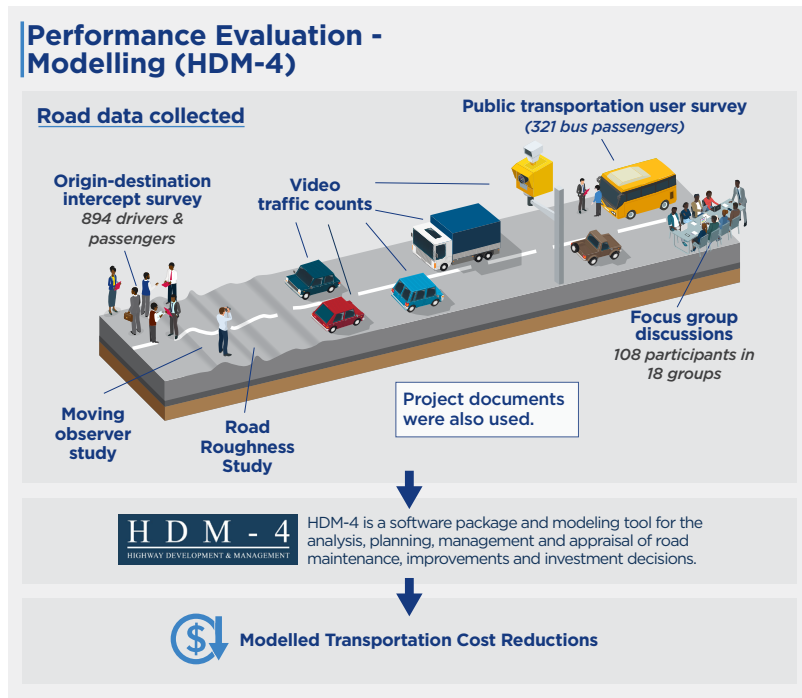 Performance Evaluation -
Modelling (HDM-4)
Road data collected
Public transportation user survey
(321 bus passengers)
Origin-destination
intercept survey
894 drivers &
passengers
Video
traffic counts
Focus group
discussions
108 participants in
18 groups
Project documents
were also used.
Moving
observer
study
Road
Roughness
Study
H D M - 4
HIGHWAY DEVELOPMENT & MANAGEMENT
HDM-4 is a software package and modeling tool for the
analysis, planning, management and appraisal of road
maintenance, improvements and investment decisions.
$
Modelled Transportation Cost Reductions